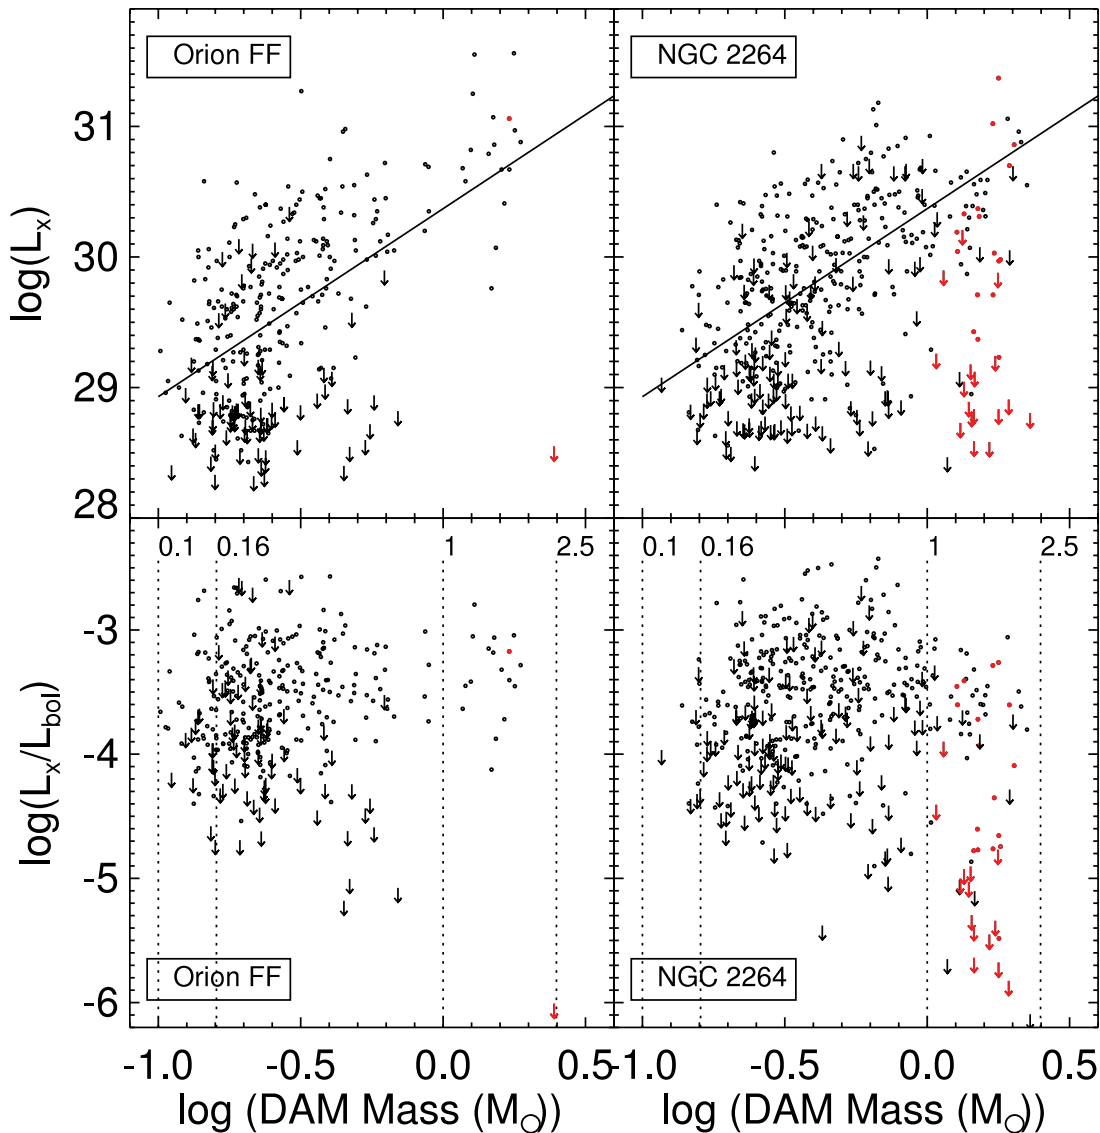 Orion FF
NGC 2264
31
30
29
28
log(Lₓ)
0.1
0.16
1
2.5
0.1
0.16
1
2.5
-3
-4
-5
-6
log(Lₓ/L_bol)
Orion FF
NGC 2264
-1.0 -0.5 0.0 0.5
-1.0 -0.5 0.0 0.5
log (DAM Mass (M☉))
log (DAM Mass (M☉))